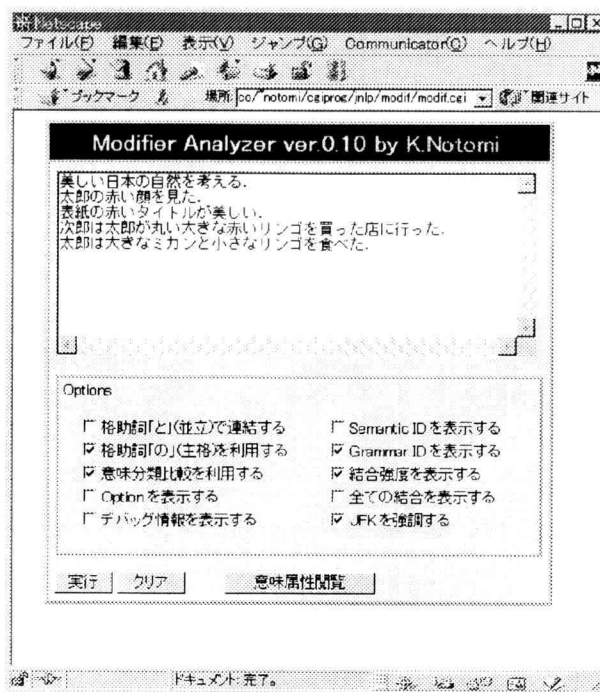 Netscape
ファイル(F) 編集(E) 表示(V) ジャンプ(G) Communicator(C) ヘルプ(H)
ブックマーク 場所: co/~notomi/cgiprog/jnlp/modif/modif.cgi 関連サイト
Modifier Analyzer ver.0.10 by K.Notomi
美しい日本の自然を考える.
太郎の赤い顔を見た.
表紙の赤いタイトルが美しい.
次郎は太郎が丸い大きな赤いリンゴを買った店に行った.
太郎は大きなミカンと小さなリンゴを食べた.
Options
格助詞「と」(並立)で連結する Semantic IDを表示する
格助詞「の」(主格)を利用する Grammar IDを表示する
意味分類比較を利用する 結合強度を表示する
Optionを表示する 全ての結合を表示する
デバッグ情報を表示する JFKを強調する
実行 クリア 意味属性閲覧
ドキュメント: 完了。